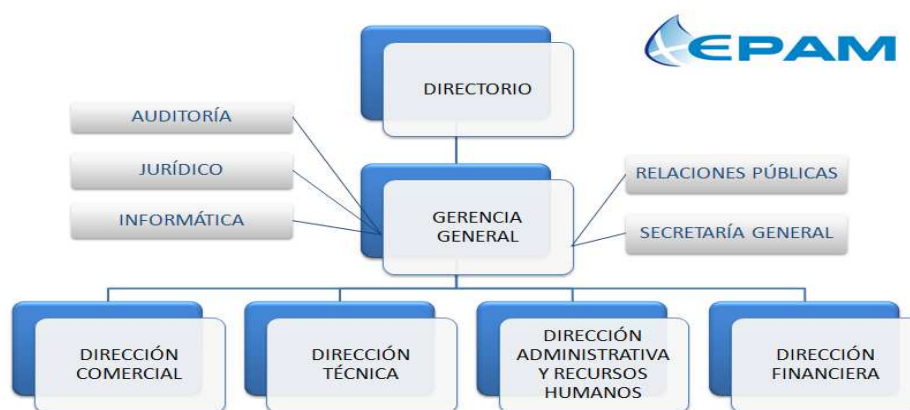 EPAM
DIRECTORIO
AUDITORÍA
JURÍDICO
INFORMÁTICA
GERENCIA
GENERAL
RELACIONES PÚBLICAS
SECRETARÍA GENERAL
DIRECCIÓN
COMERCIAL
DIRECCIÓN
TÉCNICA
DIRECCIÓN
ADMINISTRATIVA
Y RECURSOS
HUMANOS
DIRECCIÓN
FINANCIERA